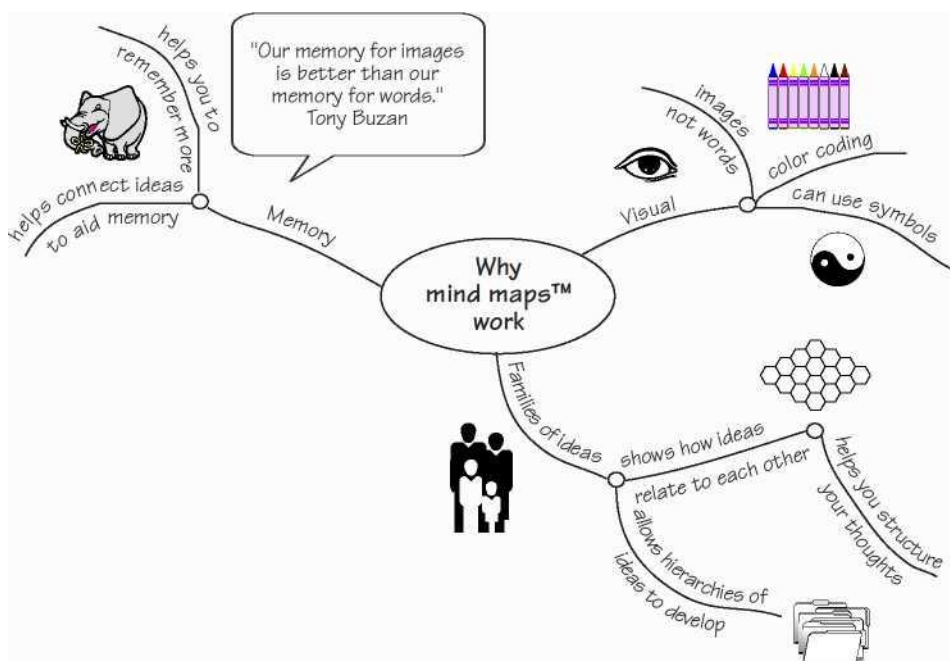 helps you to
remember more
helps connect ideas
to aid memory
Memory
"Our memory for images
is better than our
memory for words."
Tony Buzan
Why
mind maps™
work
Visual
images
not words
color coding
can use symbols
Families of ideas
shows how ideas
relate to each other
helps you structure
your thoughts
allows hierarchies of
ideas to develop